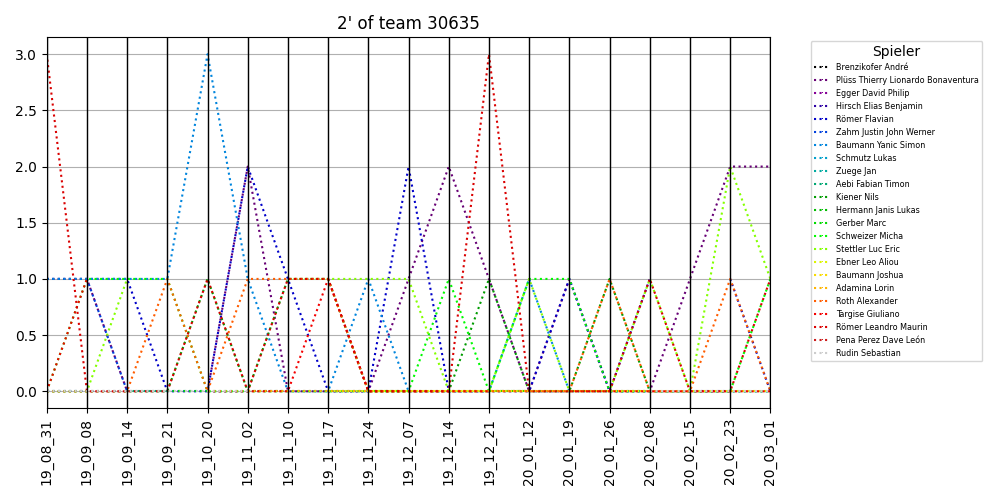 2' of team 30635
3.0
2.5
2.0
1.5
1.0
0.5
0.0
19_08_31
19_09_08
19_09_14
19_09_21
19_10_20
19_11_02
19_11_10
19_11_17
19_11_24
19_12_07
19_12_14
19_12_21
20_01_12
20_01_19
20_01_26
20_02_08
20_02_15
20_02_23
20_03_01
Spieler
Brenzikofer André
Plüss Thierry Lionardo Bonaventura
Egger David Philip
Hirsch Elias Benjamin
Römer Flavian
Zahm Justin John Werner
Baumann Yanic Simon
Schmutz Lukas
Zuege Jan
Aebi Fabian Timon
Kiener Nils
Hermann Janis Lukas
Gerber Marc
Schweizer Micha
Stettler Luc Eric
Ebner Leo Aliou
Baumann Joshua
Adamina Lorin
Roth Alexander
Targise Giuliano
Römer Leandro Maurin
Pena Perez Dave León
Rudin Sebastian